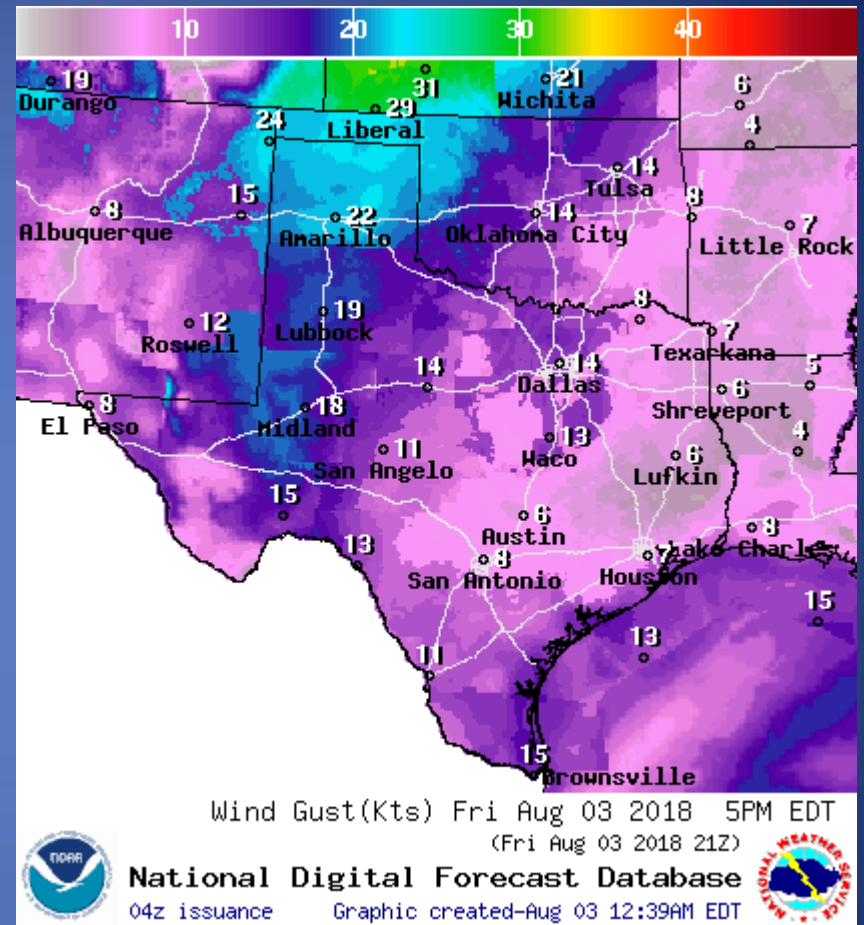 10 20 30 40
19
Durango
31
21
Wichita
6
29
Liberal
24
4
14
Tulsa
15
8
Albuquerque
22
Amarillo
14
Oklahoma City
8
7
Little Rock
12
Roswell
19
Lubbock
8
7
Texarkana
14
14
Dallas
5
6
Shreveport
8
El Paso
18
Midland
13
Waco
4
11
San Angelo
6
Lufkin
15
6
Austin
8
Lake Charles
13
8
San Antonio
Houston
15
13
11
15
Brownsville
Wind Gust(Kts) Fri Aug 03 2018 5PM EDT
(Fri Aug 03 2018 21Z)
NOAA
National Digital Forecast Database
04z issuance Graphic created-Aug 03 12:39AM EDT
NATIONAL WEATHER SERVICE